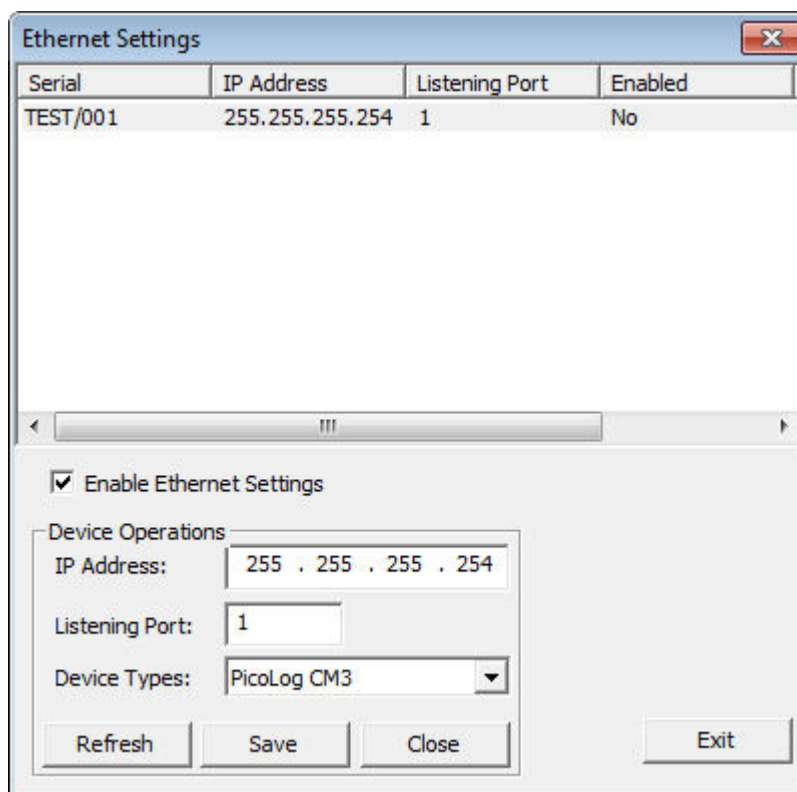 Ethernet Settings
Serial IP Address Listening Port Enabled
TEST/001 255.255.255.254 1 No
Enable Ethernet Settings
Device Operations
IP Address: 255 . 255 . 255 . 254
Listening Port: 1
Device Types: PicoLog CM3
Refresh Save Close Exit